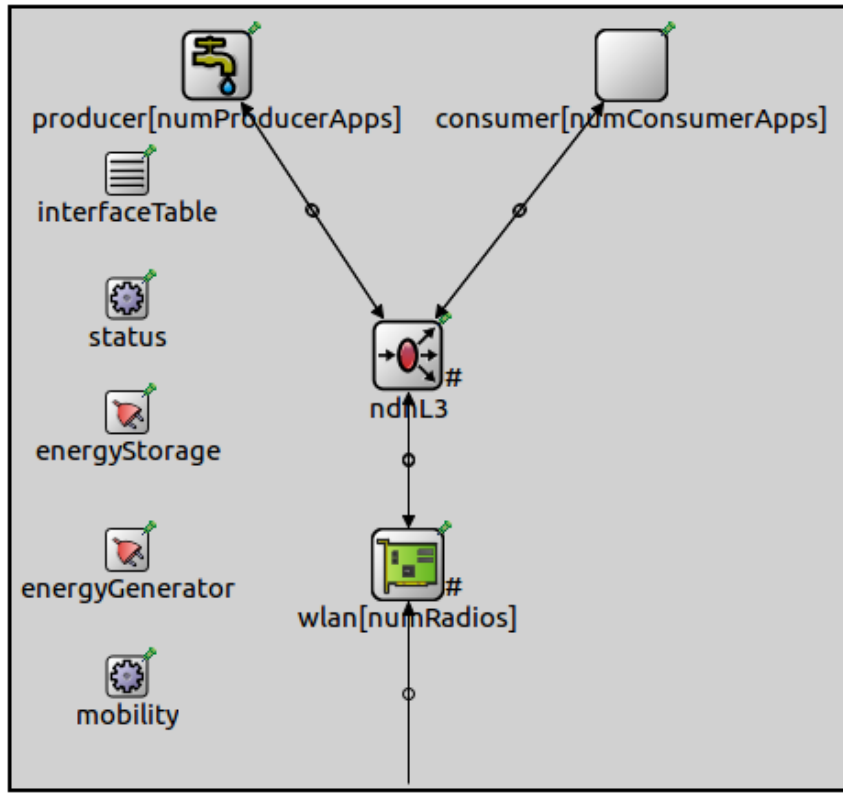 producer[numProducerApps]
consumer[numConsumerApps]
interfaceTable
status
#
ndnL3
energyStorage
energyGenerator
#
wlan[numRadios]
mobility